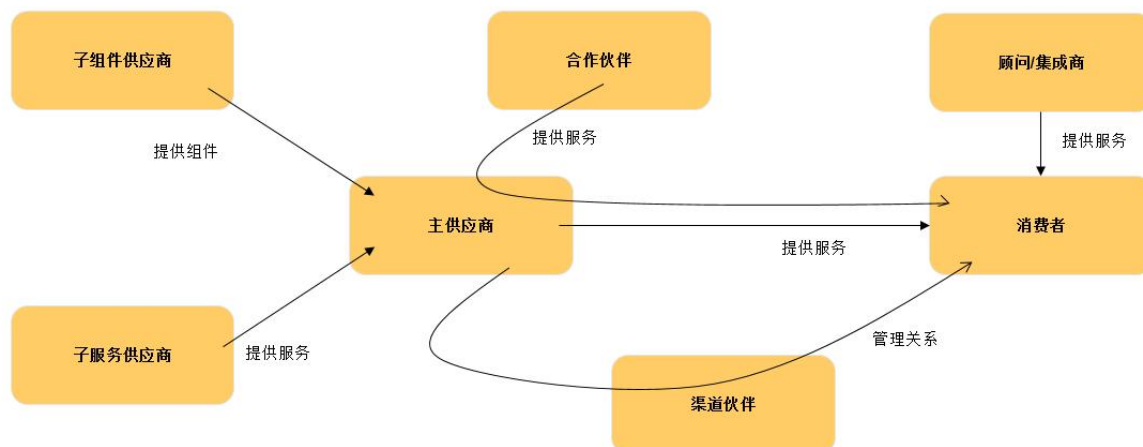 子组件供应商
合作伙伴
顾问/集成商
提供组件
提供服务
提供服务
主供应商
消费者
提供服务
子服务供应商
提供服务
管理关系
渠道伙伴